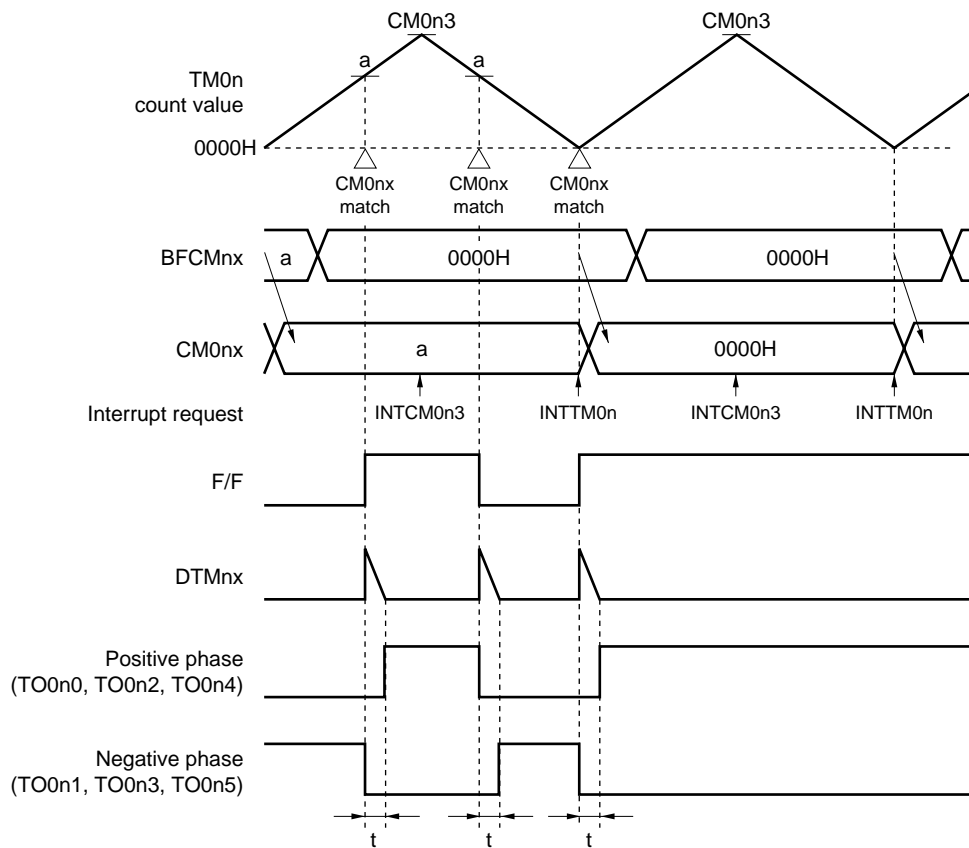 CM0n3
CM0n3
a
a
TM0n
count value
0000H
CM0nx
match
CM0nx
match
CM0nx
match
BFCMnx
a
0000H
0000H
CM0nx
a
0000H
Interrupt request
INTCM0n3
INTTM0n
INTCM0n3
INTTM0n
F/F
DTMnx
Positive phase
(TO0n0, TO0n2, TO0n4)
Negative phase
(TO0n1, TO0n3, TO0n5)
t
t
t